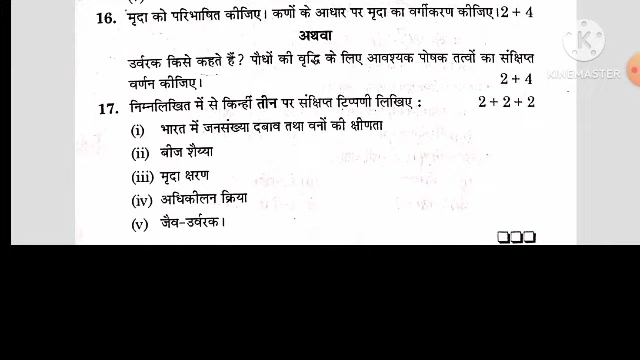 16. मृदा को परिभाषित कीजिए। कणों के आधार पर मृदा का वर्गीकरण कीजिए। 2 + 4
अथवा
उर्वरक किसे कहते हैं? पौधों की वृद्धि के लिए आवश्यक पोषक तत्वों का संक्षिप्त
वर्णन कीजिए। 2 + 4
17. निम्नलिखित में से किन्हीं तीन पर संक्षिप्त टिप्पणी लिखिए : 2 + 2 + 2
(i) भारत में जनसंख्या दबाव तथा वनों की क्षीणता
(ii) बीज शैय्या
(iii) मृदा क्षरण
(iv) अधिकीलन क्रिया
(v) जैव-उर्वरक।
KINEMASTER